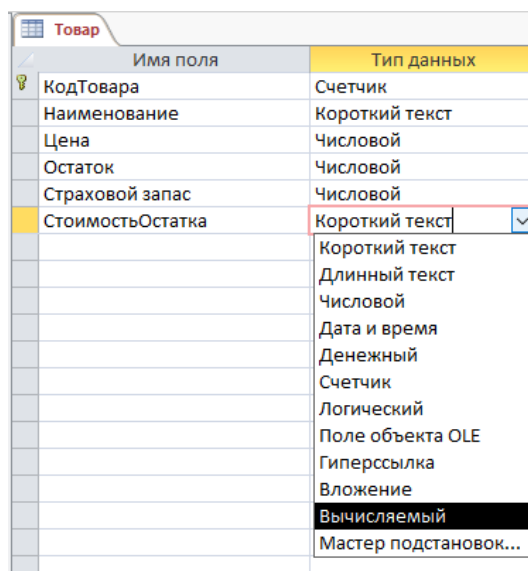 Товар
Имя поля Тип данных
КодТовара Счетчик
Наименование Короткий текст
Цена Числовой
Остаток Числовой
Страховой запас Числовой
СтоимостьОстатка Короткий текст
Короткий текст
Длинный текст
Числовой
Дата и время
Денежный
Счетчик
Логический
Поле объекта OLE
Гиперссылка
Вложение
Вычисляемый
Мастер подстановок...